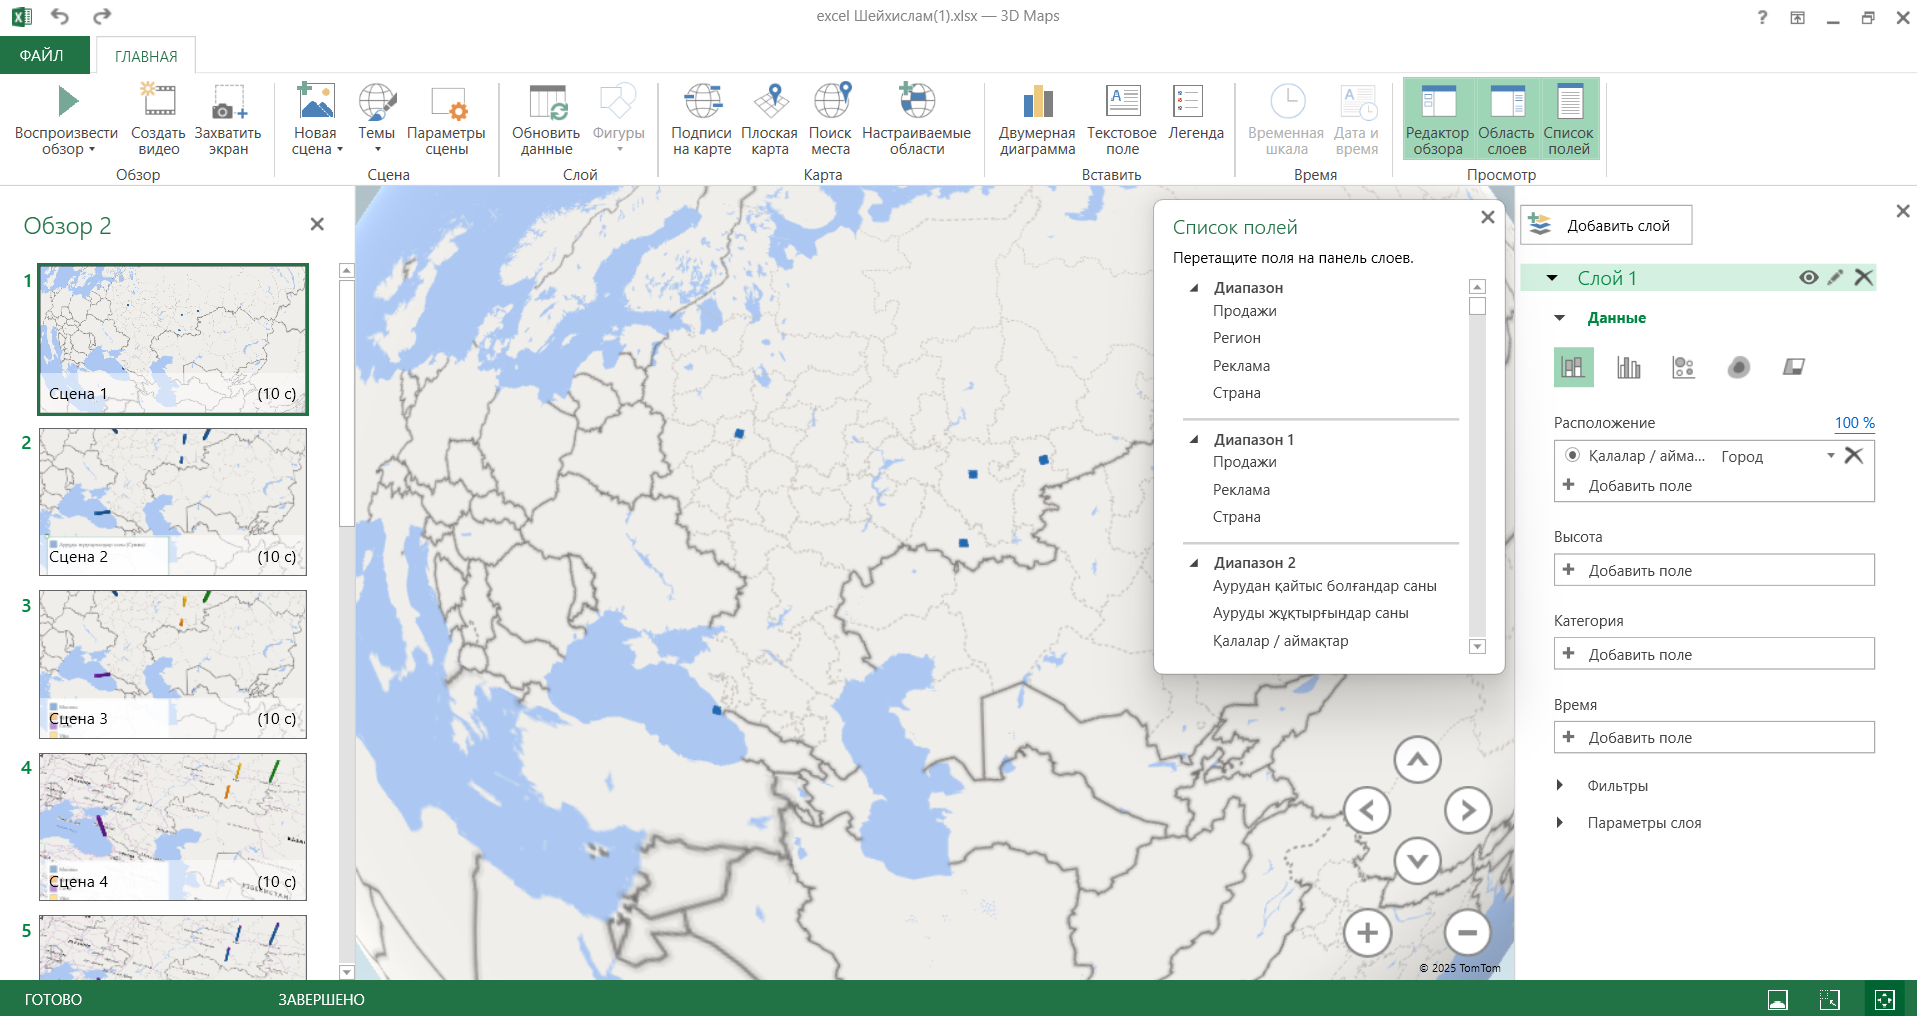 excel Шейхислам(1).xlsx — 3D Maps
?
ФАЙЛ
ГЛАВНАЯ
Воспроизвести обзор
Создать видео
Захватить экран
Обзор
Новая сцена
Темы
Параметры сцены
Сцена
Обновить данные
Фигуры
Слой
Подписи на карте
Плоская карта
Поиск места
Настраиваемые области
Карта
Двумерная диаграмма
Текстовое поле
Легенда
Вставить
Временная шкала
Дата и время
Время
Редактор обзора
Область слоев
Список полей
Просмотр
Обзор 2
1
Сцена 1 (10 с)
2
Сцена 2 (10 с)
3
Сцена 3 (10 с)
4
Сцена 4 (10 с)
5
Список полей
Перетащите поля на панель слоев.
Диапазон
Продажи
Регион
Реклама
Страна
Диапазон 1
Продажи
Реклама
Страна
Диапазон 2
Аурудан қайтыс болғандар саны
Ауруды жұқтырғындар саны
Қалалар / аймақтар
© 2025 TomTom
Добавить слой
Слой 1
Данные
Расположение 100 %
Қалалар / айма... Город
Добавить поле
Высота
Добавить поле
Категория
Добавить поле
Время
Добавить поле
Фильтры
Параметры слоя
ГОТОВО ЗАВЕРШЕНО